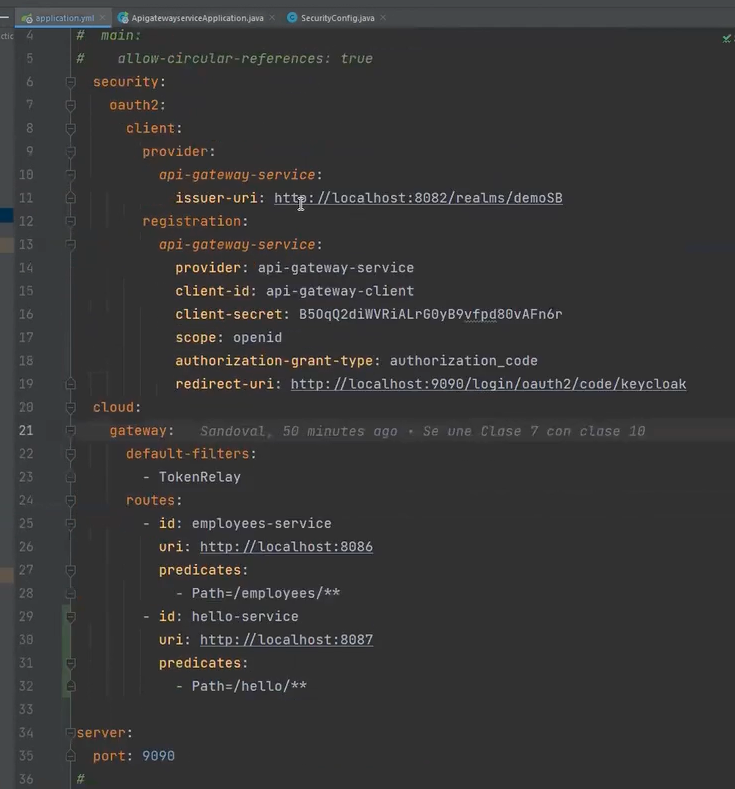 application.yml ApigatewayserviceApplication.java SecurityConfig.java
4 # main:
5 # allow-circular-references: true
6 security:
7 oauth2:
8 client:
9 provider:
10 api-gateway-service:
11 issuer-uri: http://localhost:8082/realms/demoSB
12 registration:
13 api-gateway-service:
14 provider: api-gateway-service
15 client-id: api-gateway-client
16 client-secret: B5OqQ2diWVRiALrG0yB9vfpd80vAFn6r
17 scope: openid
18 authorization-grant-type: authorization_code
19 redirect-uri: http://localhost:9090/login/oauth2/code/keycloak
20 cloud:
21 gateway: Sandoval, 50 minutes ago • Se une Clase 7 con clase 10
22 default-filters:
23 - TokenRelay
24 routes:
25 - id: employees-service
26 uri: http://localhost:8086
27 predicates:
28 - Path=/employees/**
29 - id: hello-service
30 uri: http://localhost:8087
31 predicates:
32 - Path=/hello/**
33
34 server:
35 port: 9090
36 #